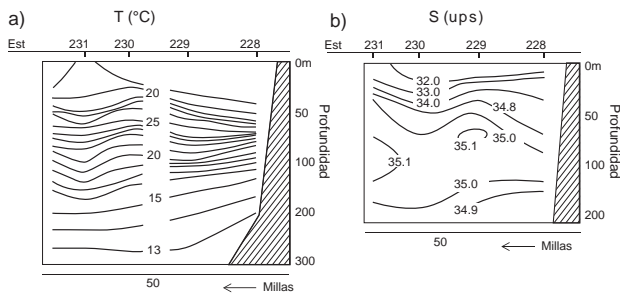 a) T (°C)
Est 231 230 229 228
0m
50
100
200
300
Profundidad
20
25
20
15
13
50 ← Millas
b) S (ups)
Est 231 230 229 228
0m
50
100
200
Profundidad
32.0
33.0
34.0
34.8
35.0
35.1
35.1
35.0
34.9
50
← Millas